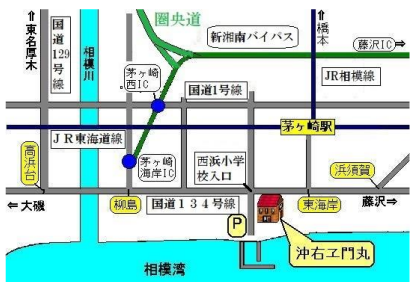 ⇧東名厚木
国道129号線
相模川
圏央道
新湘南バイパス
⇧橋本
藤沢IC⇨
茅ヶ崎
西IC
国道1号線
JR相模線
JR東海道線
茅ヶ崎駅
高浜台
茅ヶ崎
海岸IC
西浜小学
校入口
浜須賀
⇦大磯
柳島
国道134号線
東海岸
藤沢⇨
P
沖右ヱ門丸
相模湾